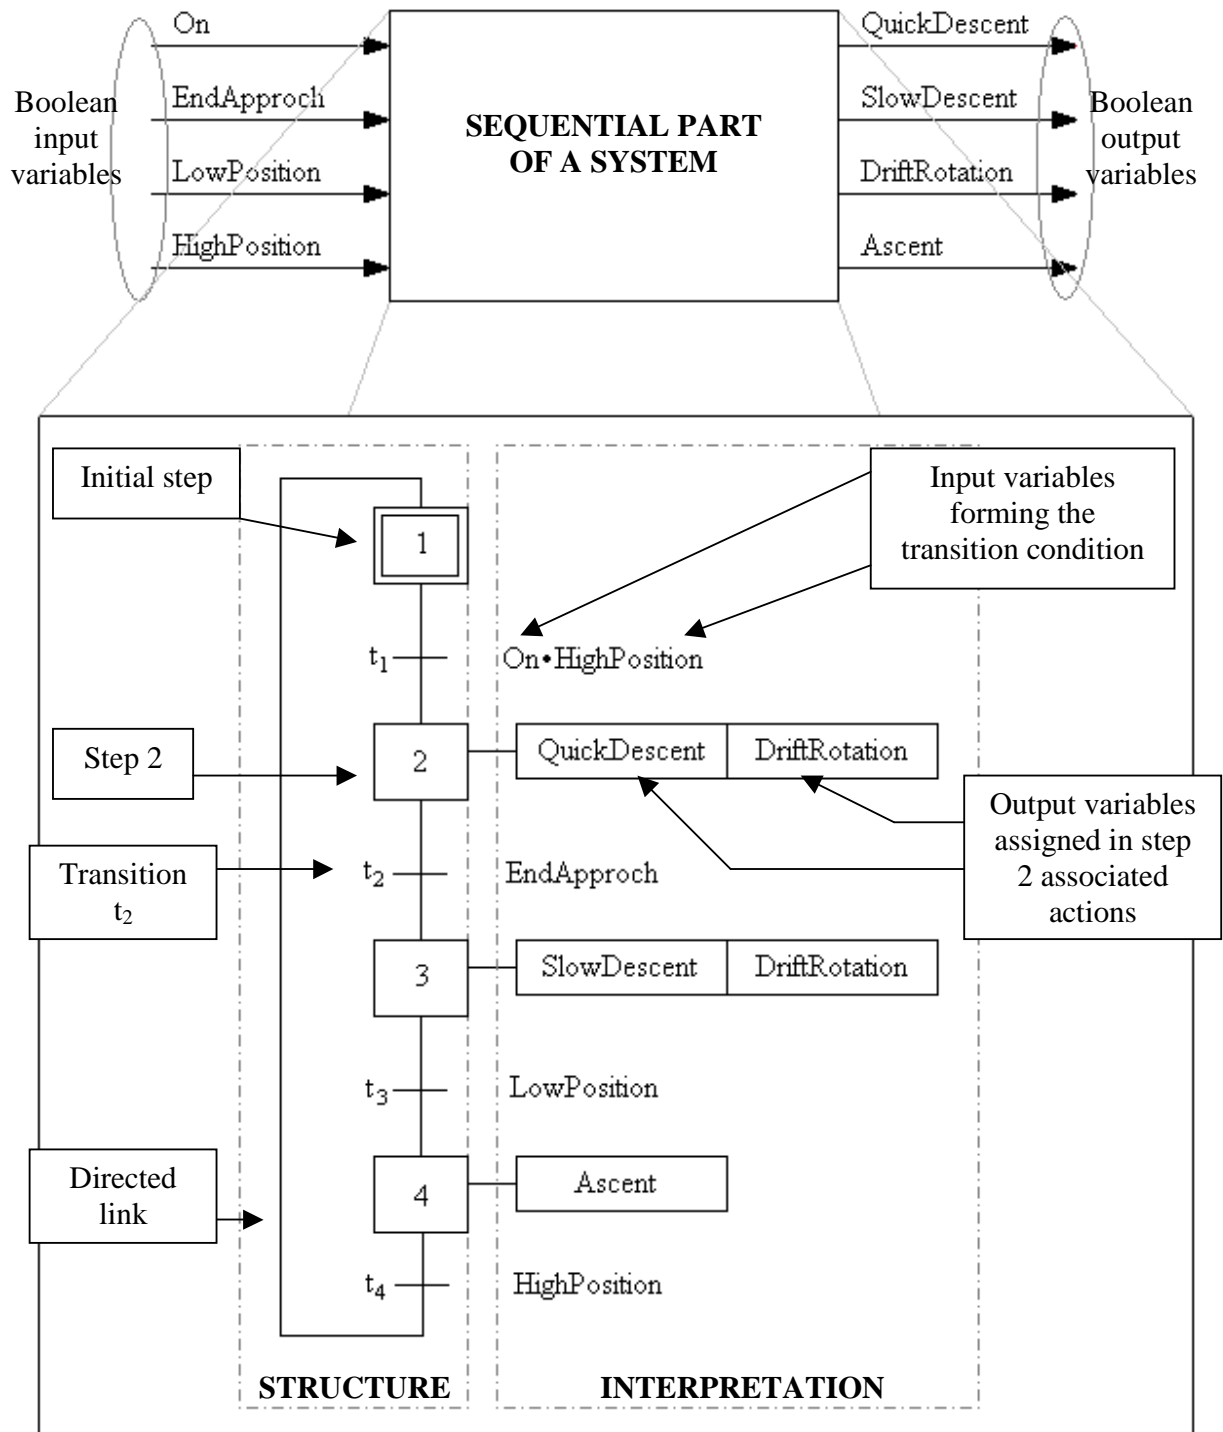 On
EndApproch
LowPosition
HighPosition
Boolean
input
variables
SEQUENTIAL PART
OF A SYSTEM
QuickDescent
SlowDescent
DriftRotation
Ascent
Boolean
output
variables
Initial step
1
Input variables
forming the
transition condition
t₁
On•HighPosition
Step 2
2
QuickDescent
DriftRotation
Output variables
assigned in step
2 associated
actions
Transition
t₂
t₂
EndApproch
3
SlowDescent
DriftRotation
t₃
LowPosition
Directed
link
4
Ascent
t₄
HighPosition
STRUCTURE
INTERPRETATION